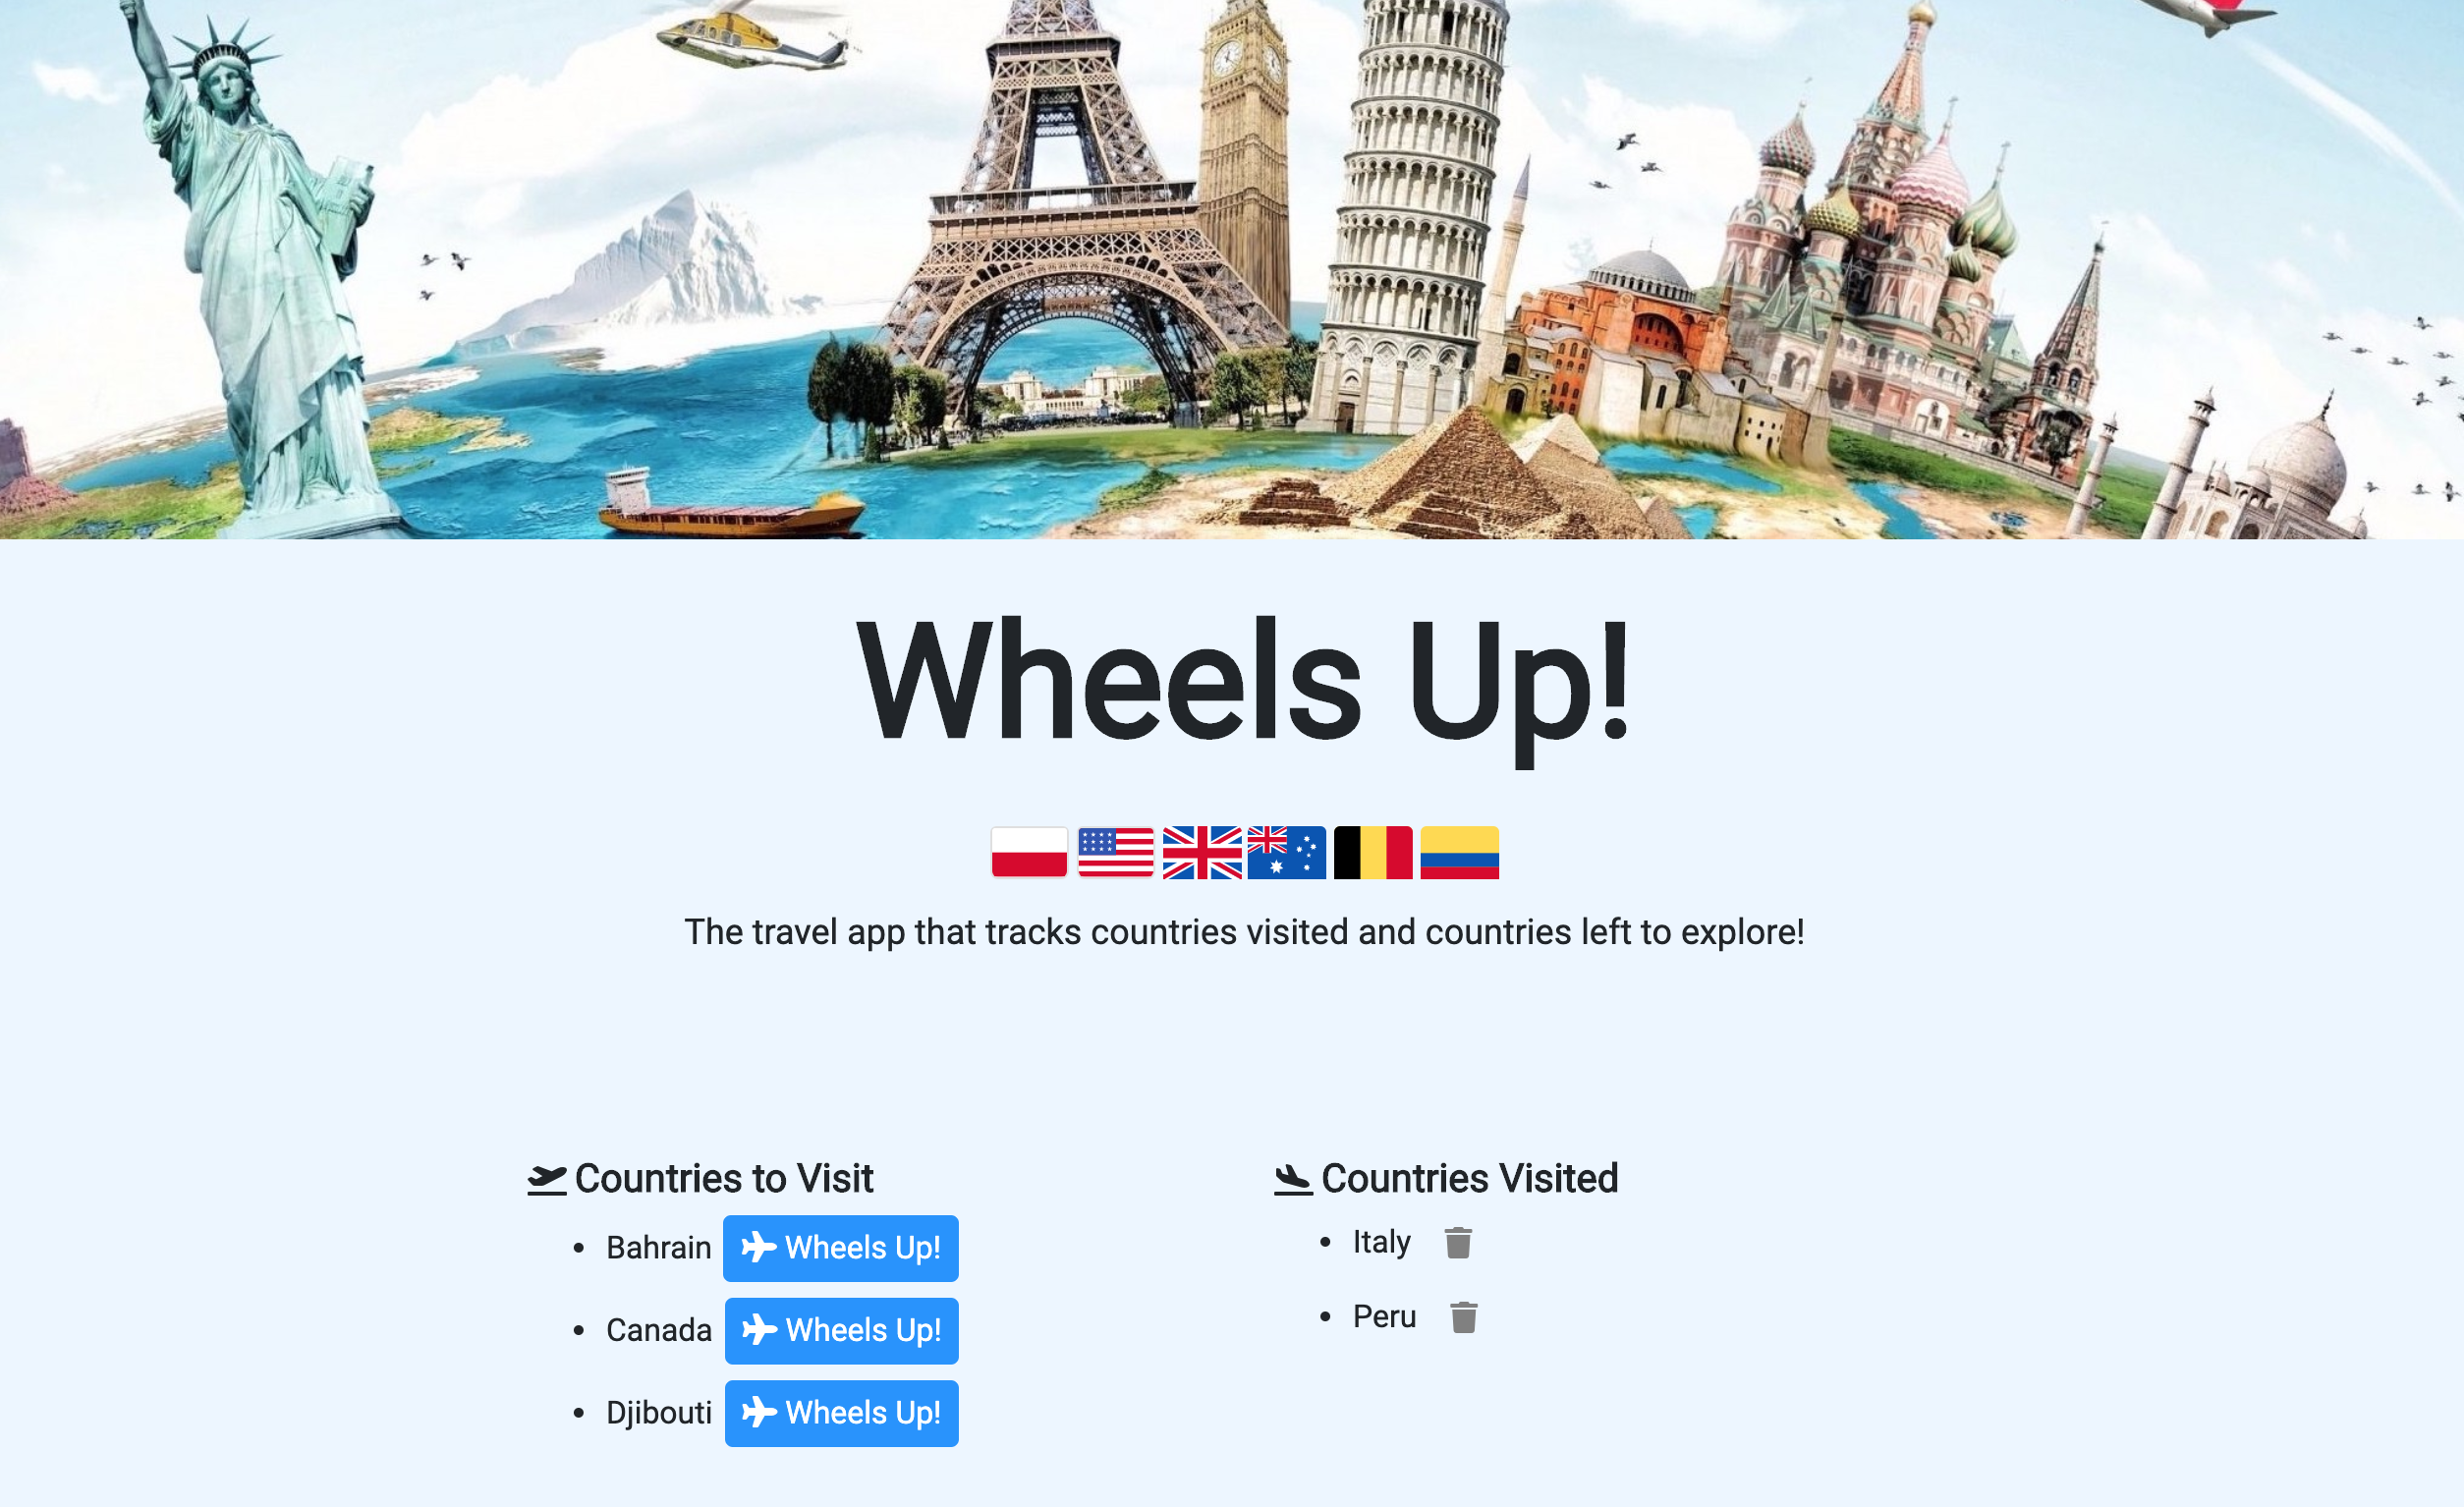 Wheels Up!
The travel app that tracks countries visited and countries left to explore!
Countries to Visit
Bahrain Wheels Up!
Canada Wheels Up!
Djibouti Wheels Up!
Countries Visited
Italy
Peru